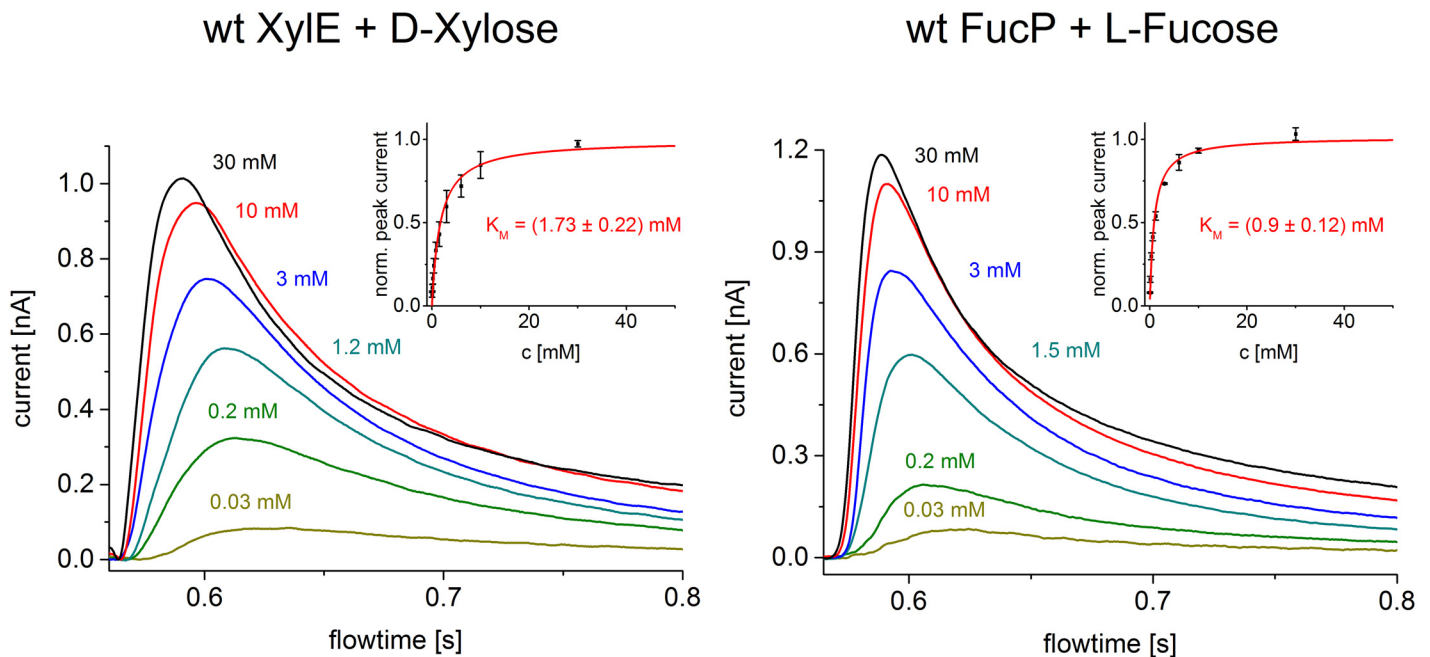 wt XylE + D-Xylose
current [nA]
1.0
0.8
0.6
0.4
0.2
0.0
30 mM
10 mM
3 mM
1.2 mM
0.2 mM
0.03 mM
0.6
0.7
0.8
flowtime [s]
norm. peak current
1.0
0.5
0.0
K_M = (1.73 ± 0.22) mM
0
20
40
c [mM]
wt FucP + L-Fucose
current [nA]
1.2
0.9
0.6
0.3
0.0
30 mM
10 mM
3 mM
1.5 mM
0.2 mM
0.03 mM
0.6
0.7
0.8
flowtime [s]
norm. peak current
1.0
0.5
0.0
K_M = (0.9 ± 0.12) mM
0
20
40
c [mM]